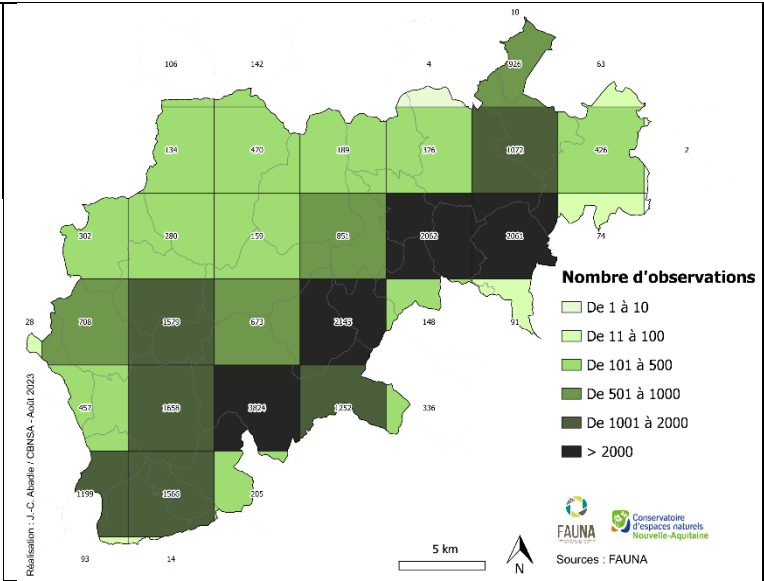 10
106 142 4 926 63
134 470 189 376 1072 426 2
302 280 159 851 2062 2061 74
28 708 1579 673 2145 148 91
457 1658 3824 1252 336
1199 1566 205
93 14
Nombre d'observations
De 1 à 10
De 11 à 100
De 101 à 500
De 501 à 1000
De 1001 à 2000
> 2000
Réalisation : J.-C. Abadie / CBNSA - Août 2023
5 km
N
FAUNA
Conservatoire
d'espaces naturels
Nouvelle-Aquitaine
Sources : FAUNA